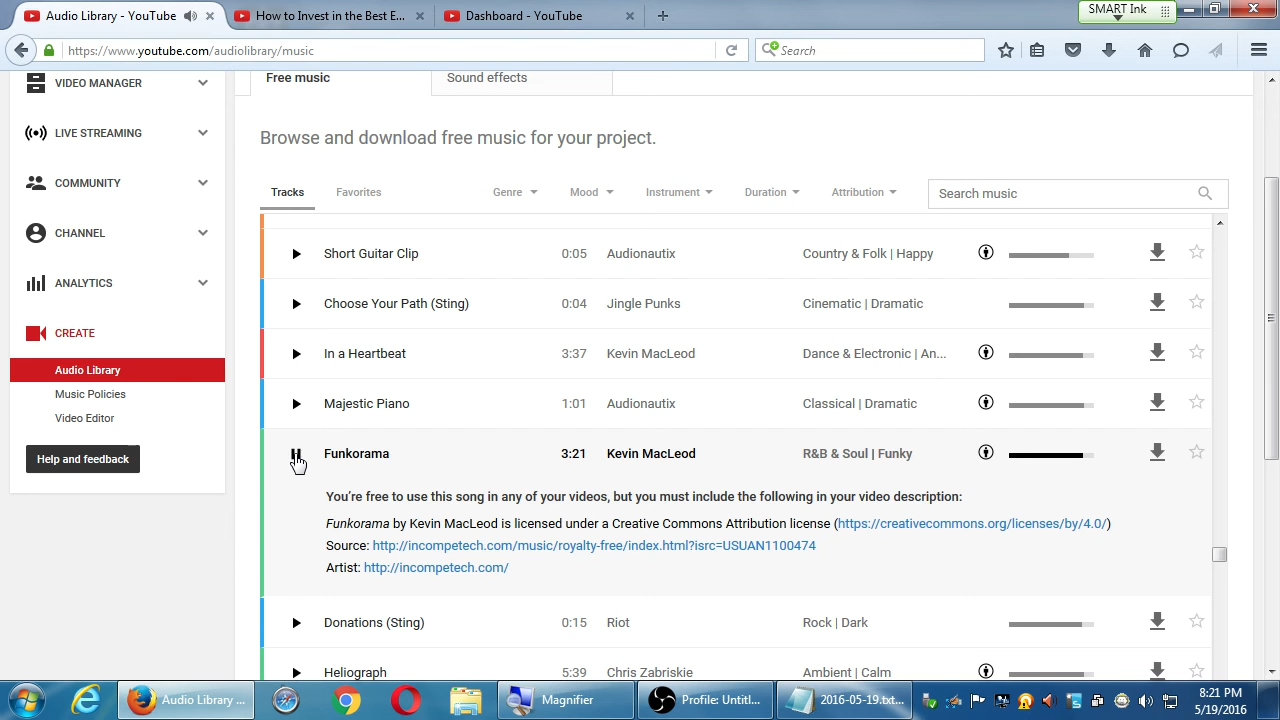 Audio Library - YouTube
How to Invest in the Best E...
Dashboard - YouTube
SMART Ink
https://www.youtube.com/audiolibrary/music
Search
VIDEO MANAGER
LIVE STREAMING
COMMUNITY
CHANNEL
ANALYTICS
CREATE
Audio Library
Music Policies
Video Editor
Help and feedback
Free music
Sound effects
Browse and download free music for your project.
Tracks Favorites Genre Mood Instrument Duration Attribution Search music
Short Guitar Clip 0:05 Audionautix Country & Folk | Happy
Choose Your Path (Sting) 0:04 Jingle Punks Cinematic | Dramatic
In a Heartbeat 3:37 Kevin MacLeod Dance & Electronic | An...
Majestic Piano 1:01 Audionautix Classical | Dramatic
Funkorama 3:21 Kevin MacLeod R&B & Soul | Funky
You're free to use this song in any of your videos, but you must include the following in your video description:
Funkorama by Kevin MacLeod is licensed under a Creative Commons Attribution license (https://creativecommons.org/licenses/by/4.0/)
Source: http://incompetech.com/music/royalty-free/index.html?isrc=USUAN1100474
Artist: http://incompetech.com/
Donations (Sting) 0:15 Riot Rock | Dark
Heliograph 5:39 Chris Zabriskie Ambient | Calm
Audio Library ...
Magnifier
Profile: Untitl...
2016-05-19.txt...
8:21 PM
5/19/2016